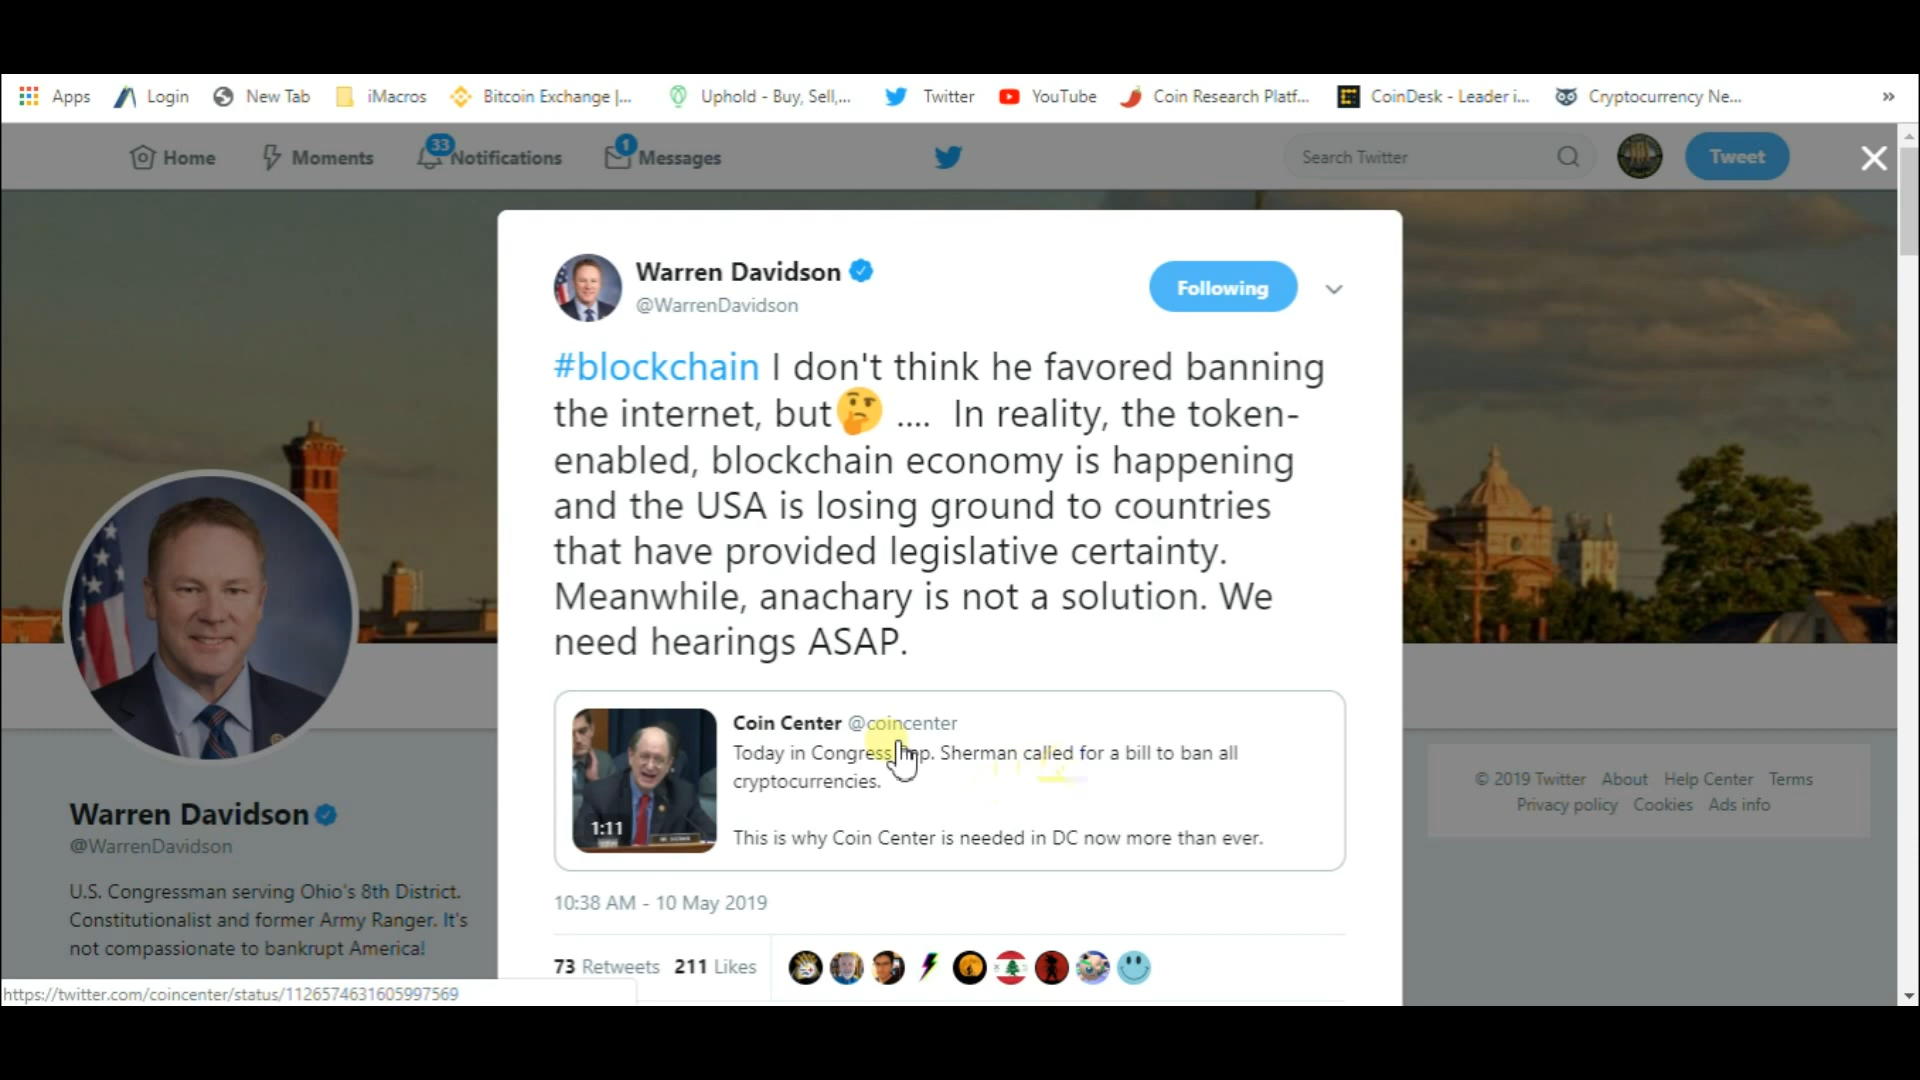 Apps Login New Tab iMacros Bitcoin Exchange |... Uphold - Buy, Sell,... Twitter YouTube Coin Research Platf... CoinDesk - Leader i... Cryptocurrency Ne... »
Home Moments 33 Notifications 1 Messages Search Twitter Tweet
Warren Davidson
@WarrenDavidson
Following
#blockchain I don't think he favored banning
the internet, but🤔 .... In reality, the token-
enabled, blockchain economy is happening
and the USA is losing ground to countries
that have provided legislative certainty.
Meanwhile, anachary is not a solution. We
need hearings ASAP.
Coin Center @coincenter
Today in Congress Sherman called for a bill to ban all
cryptocurrencies.
This is why Coin Center is needed in DC now more than ever.
1:11
10:38 AM - 10 May 2019
73 Retweets 211 Likes
Warren Davidson
@WarrenDavidson
U.S. Congressman serving Ohio's 8th District.
Constitutionalist and former Army Ranger. It's
not compassionate to bankrupt America!
© 2019 Twitter About Help Center Terms
Privacy policy Cookies Ads info
https://twitter.com/coincenter/status/1126574631605997569